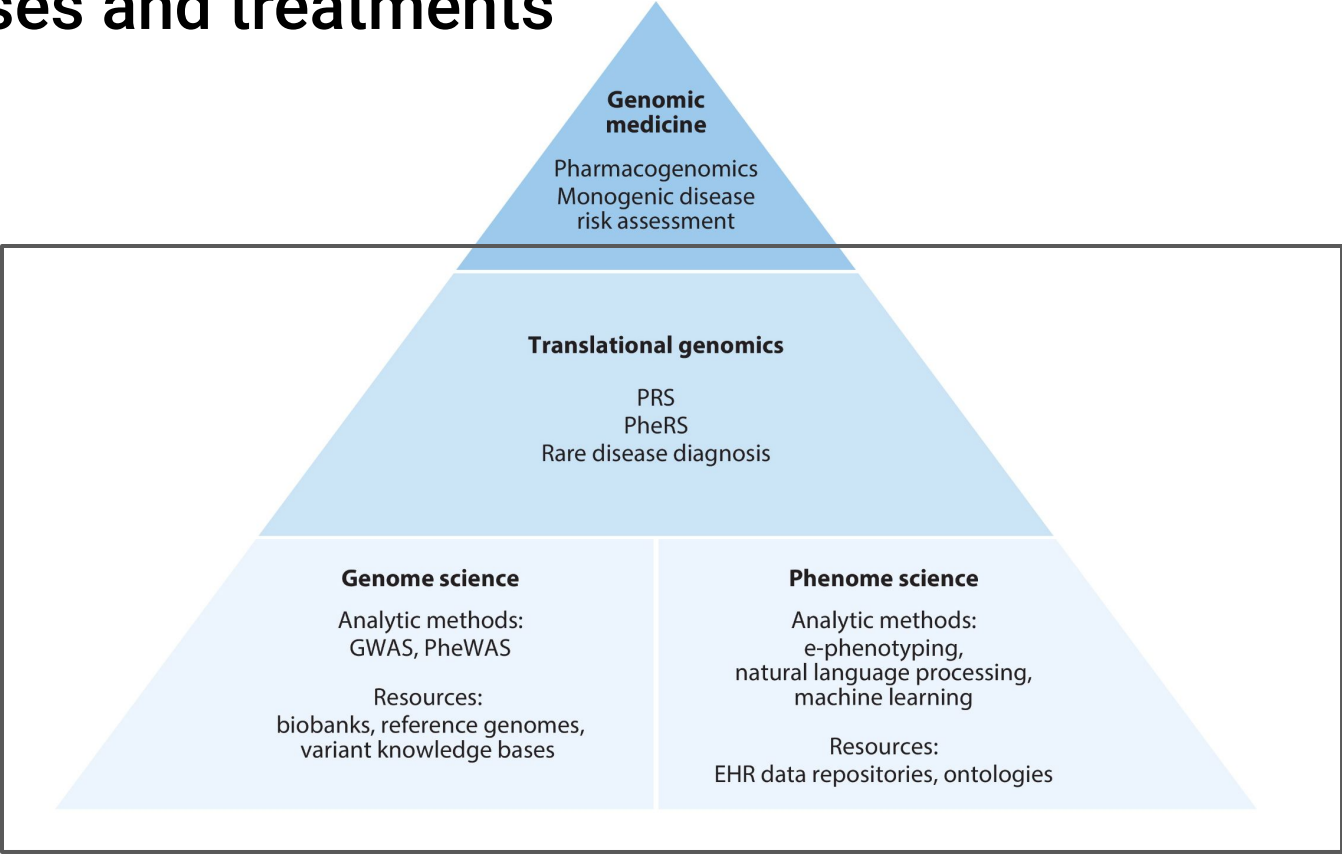 ses and treatments
Genomic
medicine
Pharmacogenomics
Monogenic disease
risk assessment
Translational genomics
PRS
PheRS
Rare disease diagnosis
Genome science
Analytic methods:
GWAS, PheWAS
Resources:
biobanks, reference genomes,
variant knowledge bases
Phenome science
Analytic methods:
e-phenotyping,
natural language processing,
machine learning
Resources:
EHR data repositories, ontologies